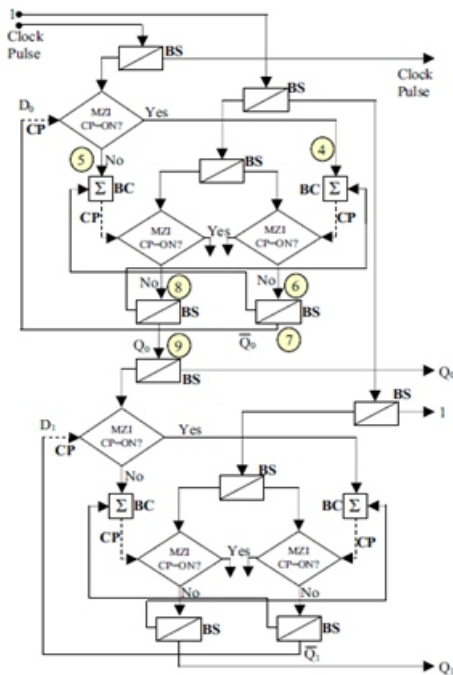 1
Clock
Pulse
BS
Clock
Pulse
D₀
CP
MZI
CP=ON?
Yes
BS
5
No
4
BS
Σ BC
BC Σ
CP
CP
MZI
CP=ON?
Yes
MZI
CP=ON?
No 8
No 6
BS
BS
Q₀ 9
Q̅₀ 7
BS
Q₀
D₁
CP
MZI
CP=ON?
Yes
BS
1
No
BS
Σ BC
BC Σ
CP
CP
MZI
CP=ON?
Yes
MZI
CP=ON?
No
No
BS
BS
Q̅₁
Q₁